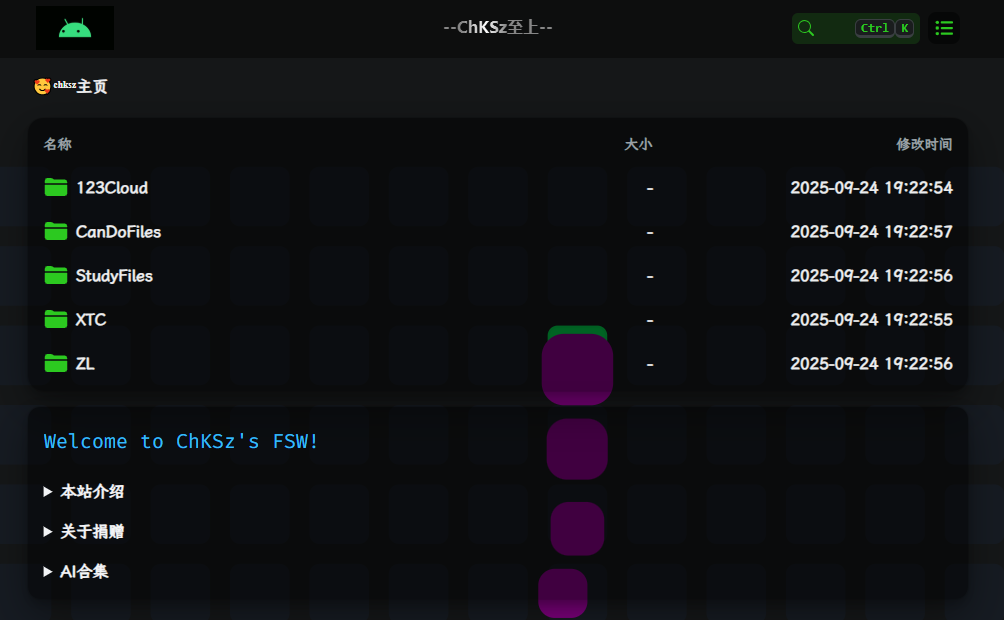 --ChKSz至上--
Ctrl K
🥰chksz主页
名称 大小 修改时间
123Cloud - 2025-09-24 19:22:54
CanDoFiles - 2025-09-24 19:22:57
StudyFiles - 2025-09-24 19:22:56
XTC - 2025-09-24 19:22:55
ZL - 2025-09-24 19:22:56
Welcome to ChKSz's FSW!
本站介绍
关于捐赠
AI合集